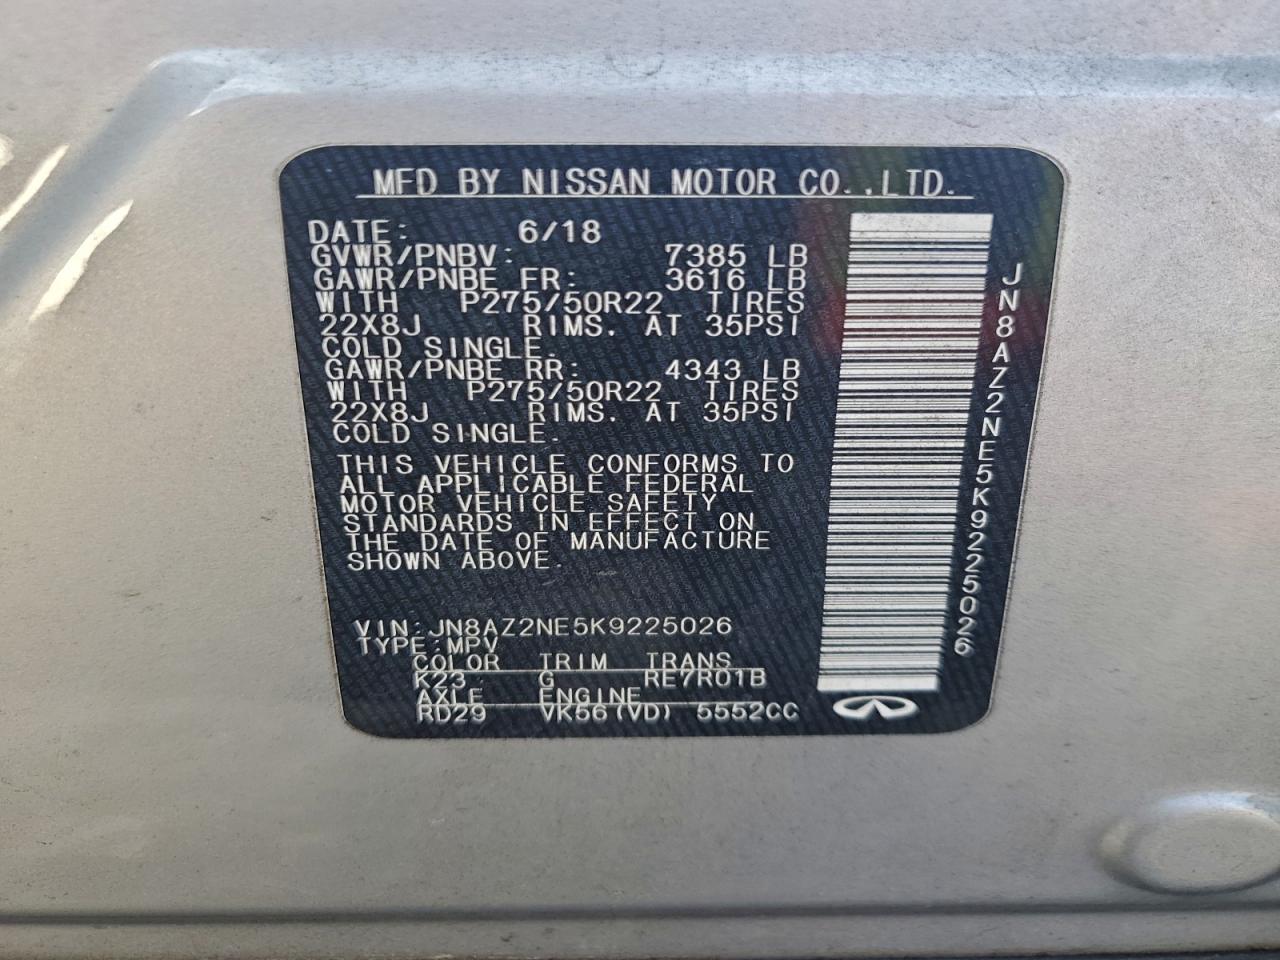 MFD BY NISSAN MOTOR CO.,LTD.
DATE: 6/18
GVWR/PNBV: 7385 LB
GAWR/PNBE FR: 3616 LB
WITH P275/50R22 TIRES
22X8J RIMS. AT 35PSI
COLD SINGLE.
GAWR/PNBE RR: 4343 LB
WITH P275/50R22 TIRES
22X8J RIMS. AT 35PSI
COLD SINGLE.
THIS VEHICLE CONFORMS TO
ALL APPLICABLE FEDERAL
MOTOR VEHICLE SAFETY
STANDARDS IN EFFECT ON
THE DATE OF MANUFACTURE
SHOWN ABOVE.
VIN:JN8AZ2NE5K9225026
TYPE:MPV
COLOR TRIM TRANS
K23 G RE7R01B
AXLE ENGINE
RD29 VK56(VD) 5552CC
JN8AZ2NE5K9225026